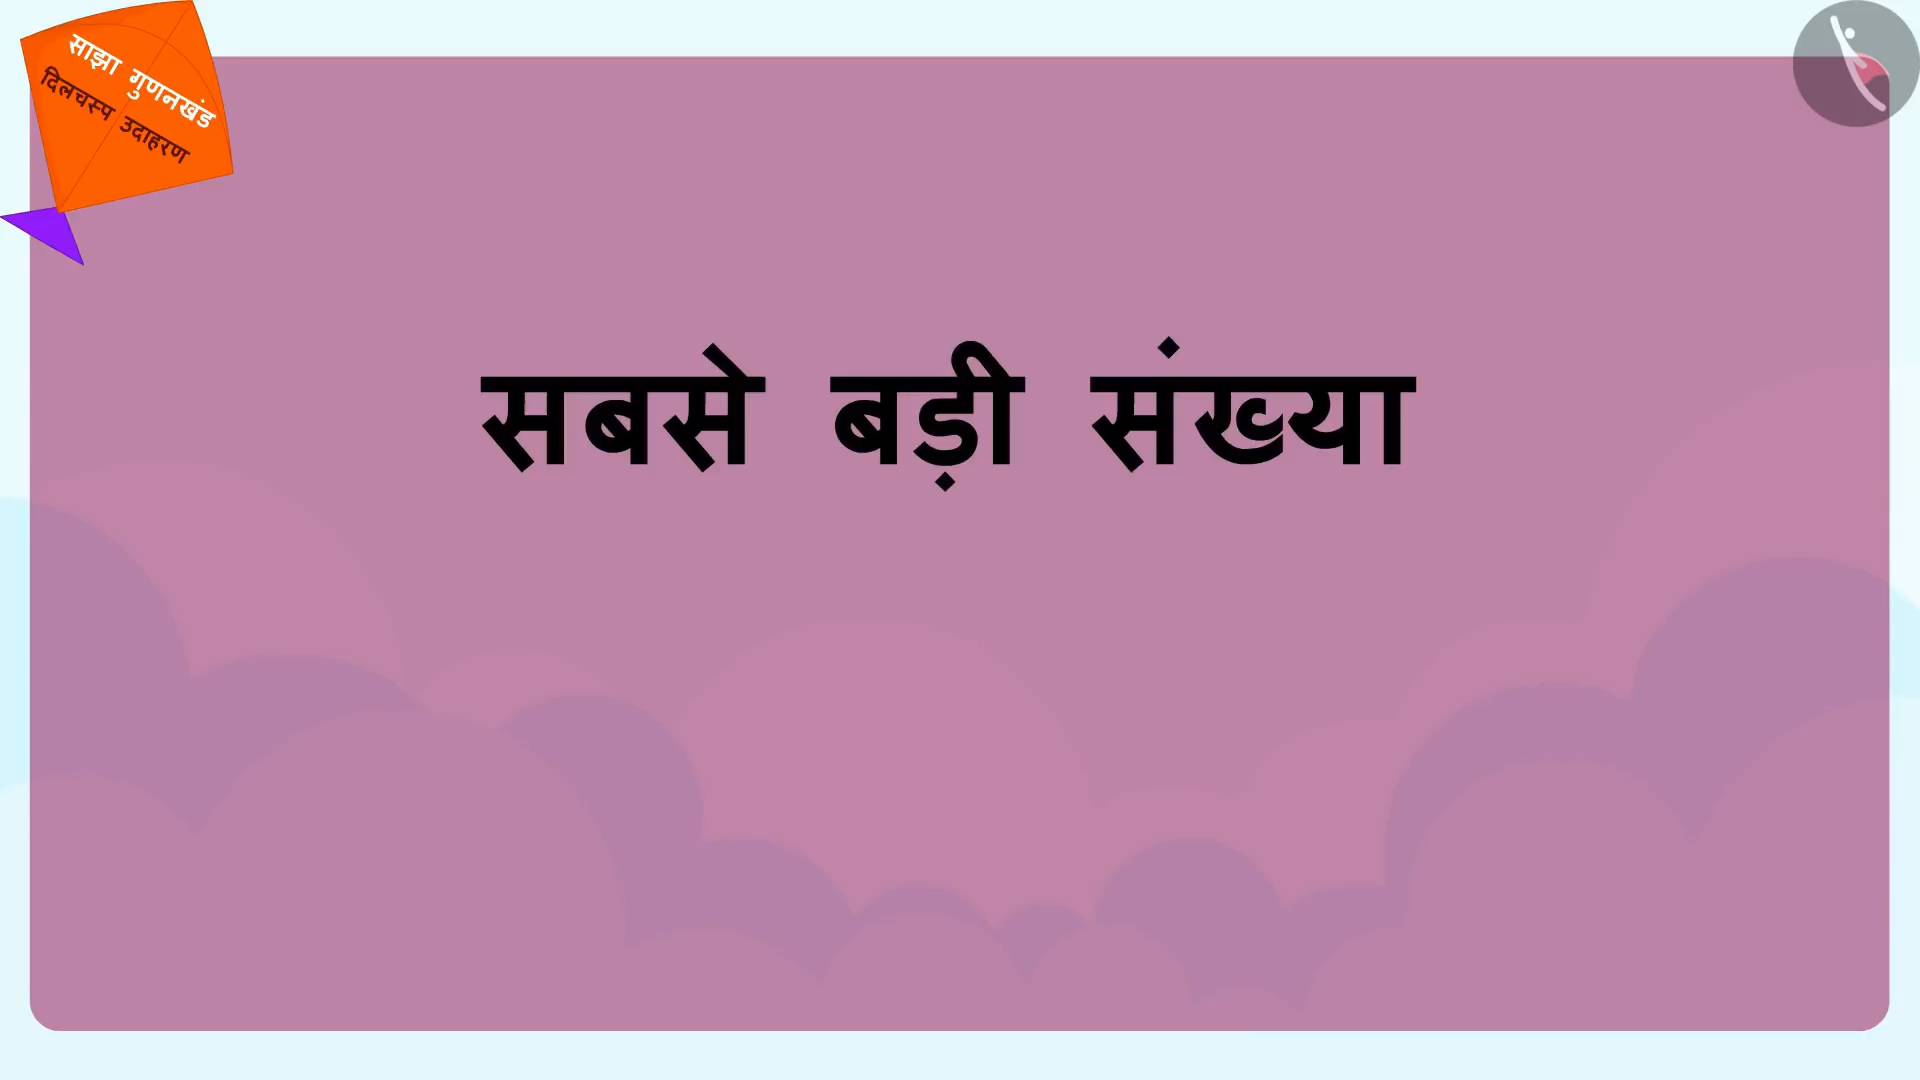 साझा गुणनखंड
दिलचस्प उदाहरण
सबसे बड़ी संख्या